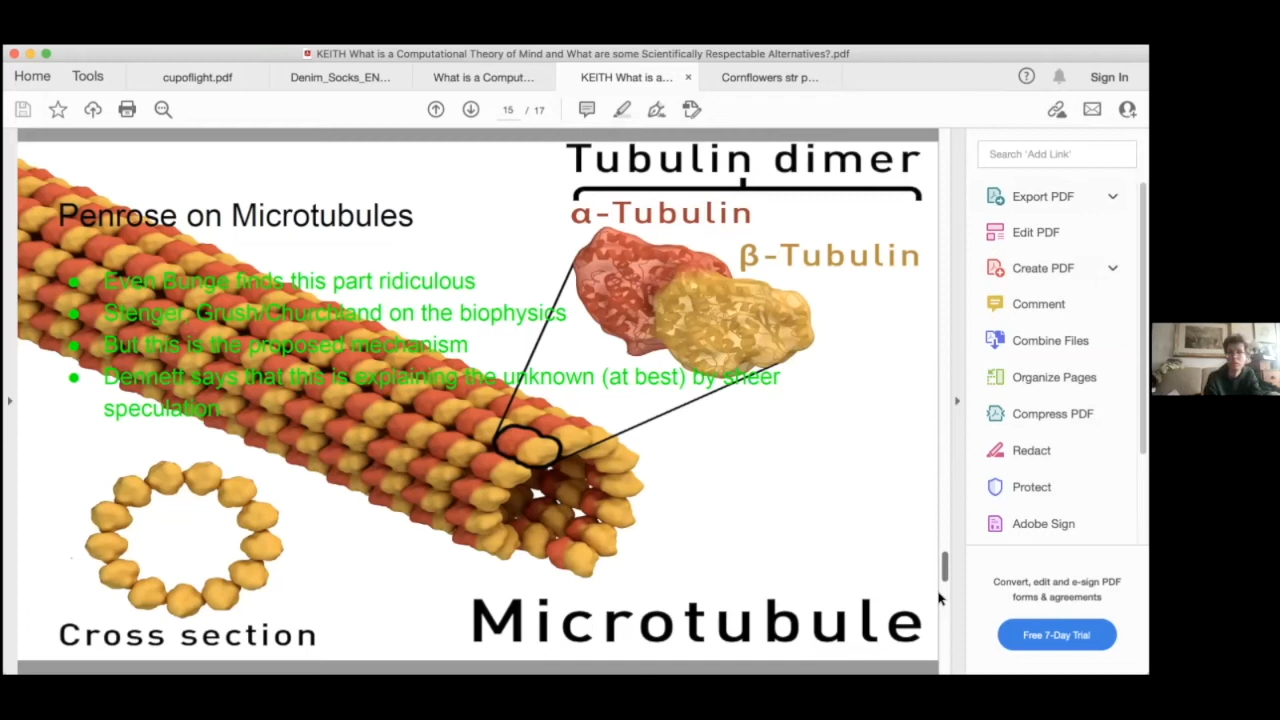 KEITH What is a Computational Theory of Mind and What are some Scientifically Respectable Alternatives?.pdf
Home Tools cupoflight.pdf Denim_Socks_EN... What is a Comput... KEITH What is a... × Cornflowers str p... Sign In
15 / 17
Search 'Add Link'
Export PDF
Edit PDF
Create PDF
Comment
Combine Files
Organize Pages
Compress PDF
Redact
Protect
Adobe Sign
Convert, edit and e-sign PDF
forms & agreements
Free 7-Day Trial
Tubulin dimer
α-Tubulin
β-Tubulin
Penrose on Microtubules
● Even Bunge finds this part ridiculous
● Stenger, Grush/Churchland on the biophysics
● But this is the proposed mechanism
● Dennett says that this is explaining the unknown (at best) by sheer
speculation
Cross section
Microtubule